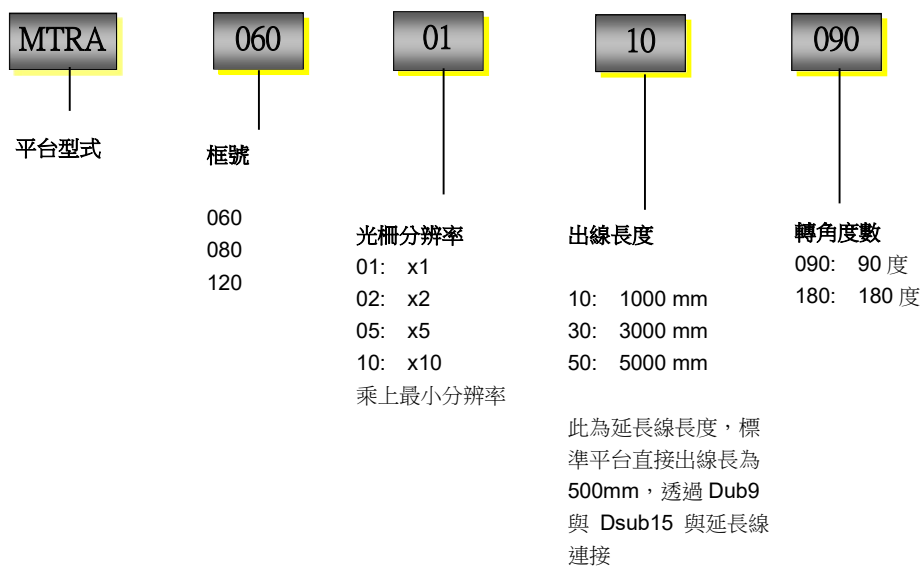 MTRA
060
01
10
090
平台型式
框號
060
080
120
光柵分辨率
01: x1
02: x2
05: x5
10: x10
乘上最小分辨率
出線長度
10: 1000 mm
30: 3000 mm
50: 5000 mm
此為延長線長度，標
準平台直接出線長為
500mm，透過 Dub9
與 Dsub15 與延長線
連接
轉角度數
090: 90 度
180: 180 度